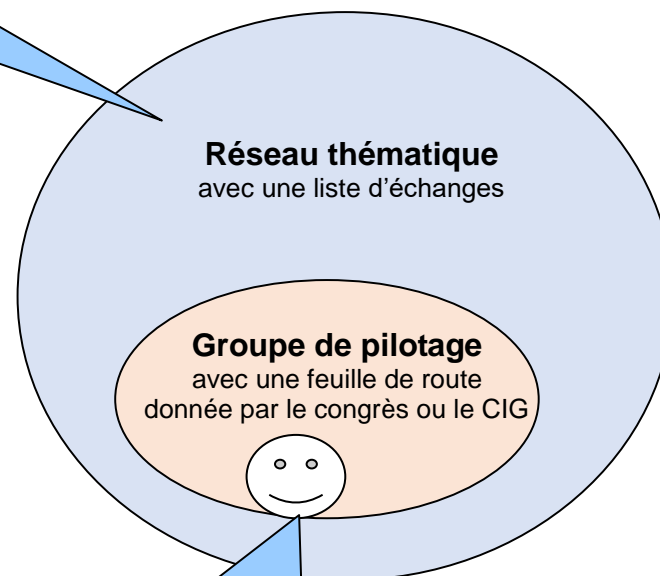 Réseau thématique
avec une liste d’échanges
Groupe de pilotage
avec une feuille de route
donnée par le congrès ou le CIG